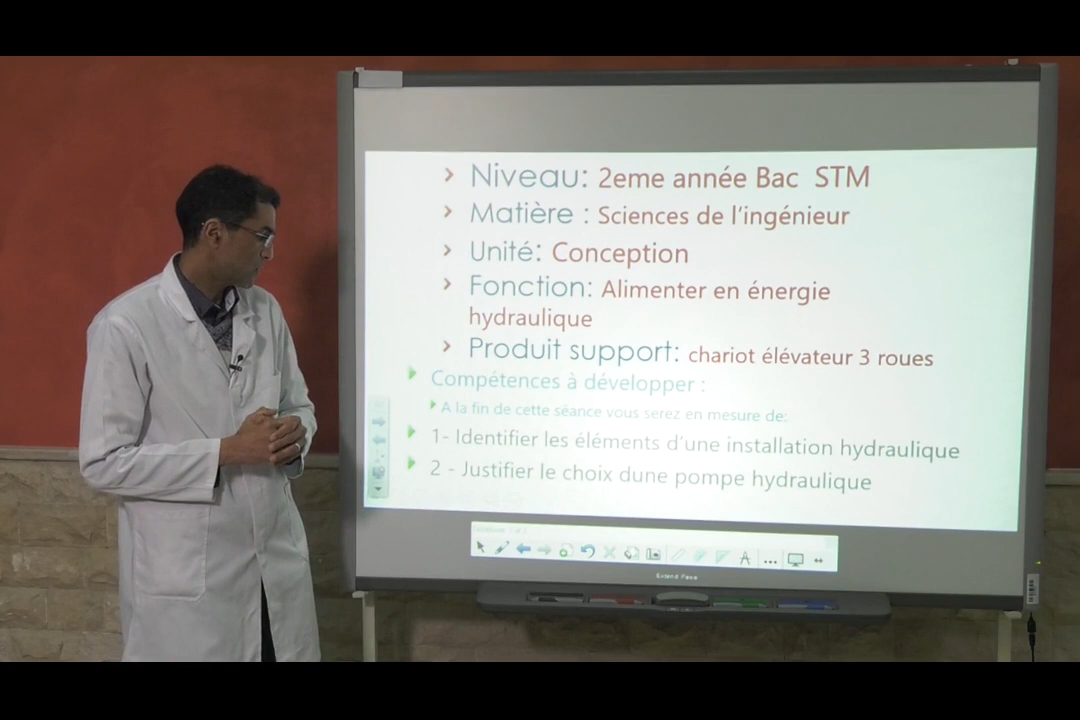 Niveau: 2eme année Bac STM
Matière : Sciences de l'ingénieur
Unité: Conception
Fonction: Alimenter en énergie
hydraulique
Produit support: chariot élévateur 3 roues
Compétences à développer :
A la fin de cette séance vous serez en mesure de:
1- Identifier les éléments d'une installation hydraulique
2 - Justifier le choix dune pompe hydraulique